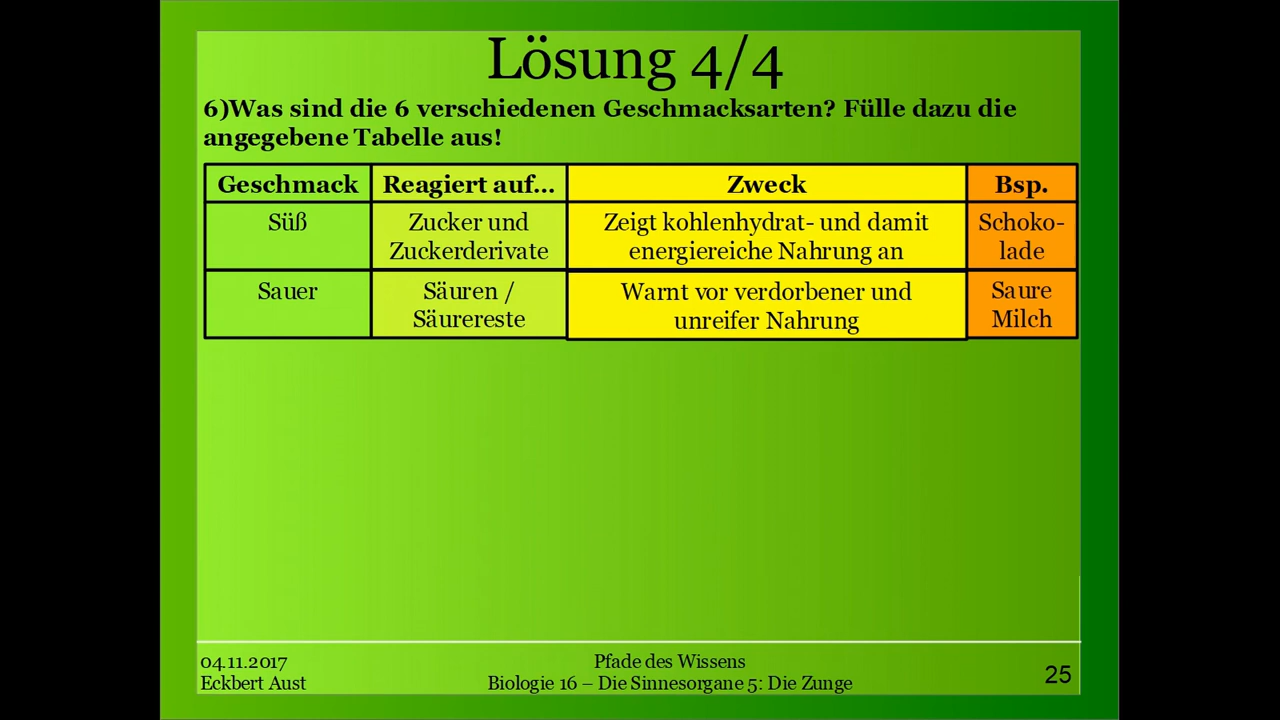 Lösung 4/4
6)Was sind die 6 verschiedenen Geschmacksarten? Fülle dazu die
angegebene Tabelle aus!
Geschmack Reagiert auf... Zweck Bsp.
Süß Zucker und Zeigt kohlenhydrat- und damit Schoko-
Zuckerderivate energiereiche Nahrung an lade
Sauer Säuren / Warnt vor verdorbener und Saure
Säurereste unreifer Nahrung Milch
04.11.2017 Pfade des Wissens
Eckbert Aust Biologie 16 – Die Sinnesorgane 5: Die Zunge 25